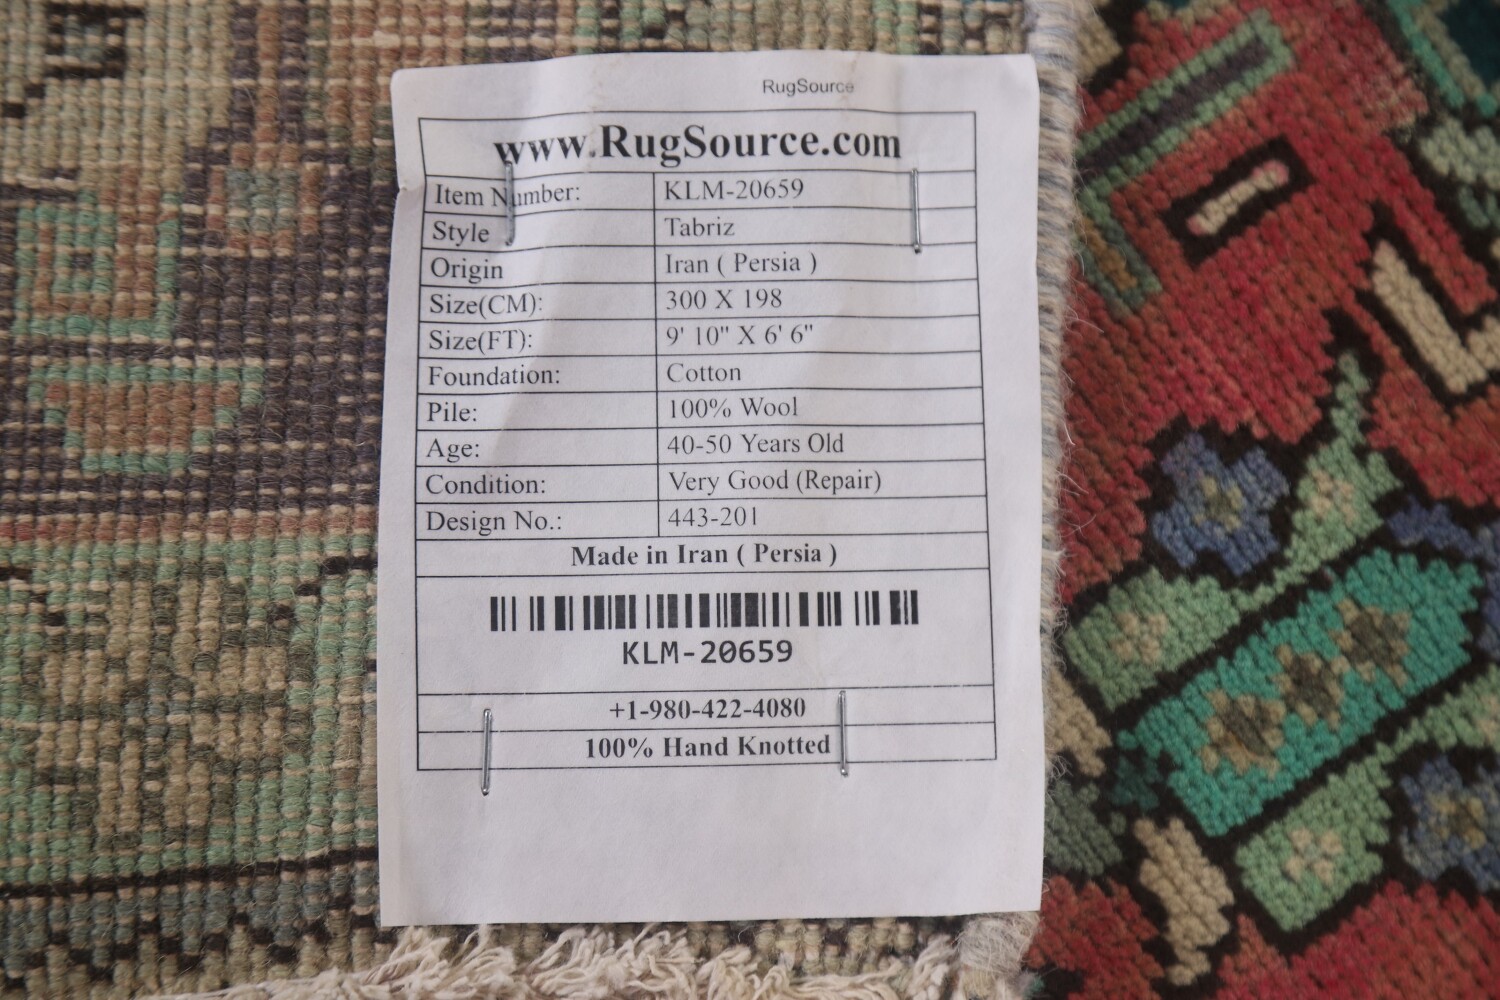 RugSource
www.RugSource.com
Item Number: KLM-20659
Style Tabriz
Origin Iran ( Persia )
Size(CM): 300 X 198
Size(FT): 9' 10" X 6' 6"
Foundation: Cotton
Pile: 100% Wool
Age: 40-50 Years Old
Condition: Very Good (Repair)
Design No.: 443-201
Made in Iran ( Persia )
KLM-20659
+1-980-422-4080
100% Hand Knotted